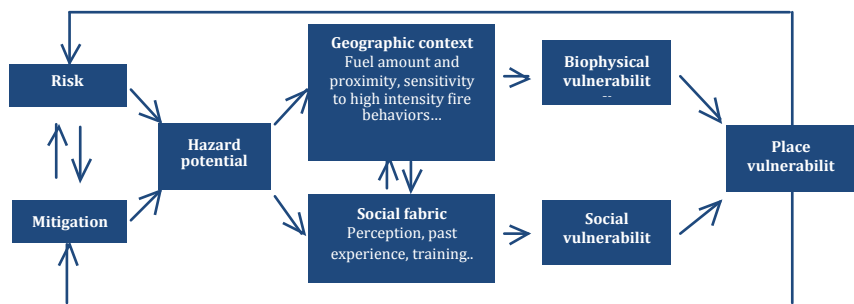 Risk
Mitigation
Hazard
potential
Geographic context
Fuel amount and
proximity, sensitivity
to high intensity fire
behaviors…
Social fabric
Perception, past
experience, training..
Biophysical
vulnerabilit
Social
vulnerabilit
Place
vulnerabilit